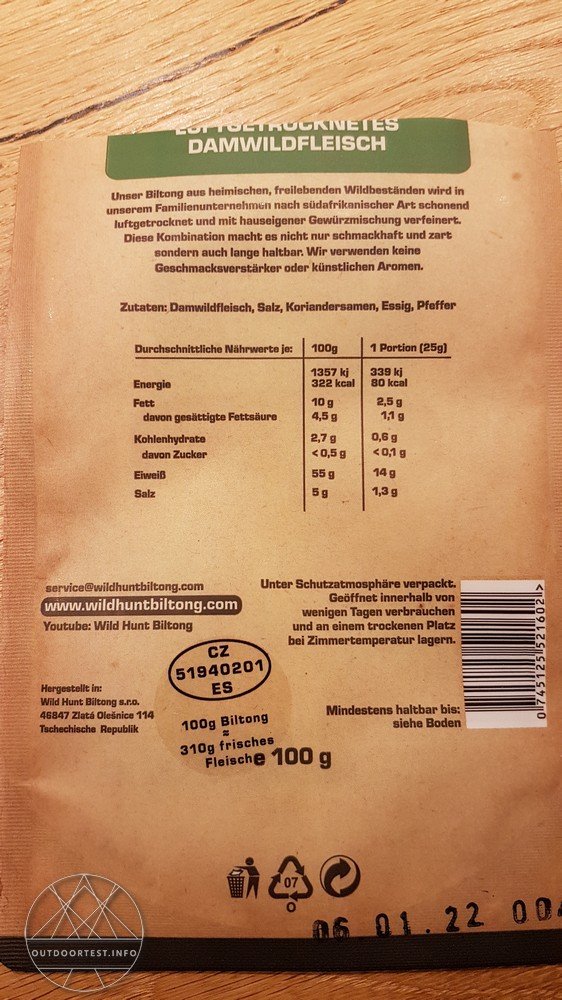 LUFTGETROCKNETES
DAMWILDFLEISCH
Unser Biltong aus heimischen, freilebenden Wildbeständen wird in
unserem Familienunternehmen nach südafrikanischer Art schonend
luftgetrocknet und mit hauseigener Gewürzmischung verfeinert.
Diese Kombination macht es nicht nur schmackhaft und zart
sondern auch lange haltbar. Wir verwenden keine
Geschmacksverstärker oder künstlichen Aromen.
Zutaten: Damwildfleisch, Salz, Koriandersamen, Essig, Pfeffer
Durchschnittliche Nährwerte je: 100g 1 Portion (25g)
1357 kj 339 kj
Energie 322 kcal 80 kcal
Fett 10 g 2,5 g
davon gesättigte Fettsäure 4,5 g 1,1 g
Kohlenhydrate 2,7 g 0,6 g
davon Zucker < 0,5 g < 0,1 g
Eiweiß 55 g 14 g
Salz 5 g 1,3 g
service@wildhuntbiltong.com
www.wildhuntbiltong.com
Youtube: Wild Hunt Biltong
Unter Schutzatmosphäre verpackt.
Geöffnet innerhalb von
wenigen Tagen verbrauchen
und an einem trockenen Platz
bei Zimmertemperatur lagern.
0 745125 521602 >
CZ
51940201
ES
Hergestellt in:
Wild Hunt Biltong s.r.o.
46847 Zlatá Olešnice 114
Tschechische Republik
100g Biltong
≈
310g frisches
Fleisch
e 100 g
Mindestens haltbar bis:
siehe Boden
07
O
06 01.22 004
OUTDOORTEST.INFO